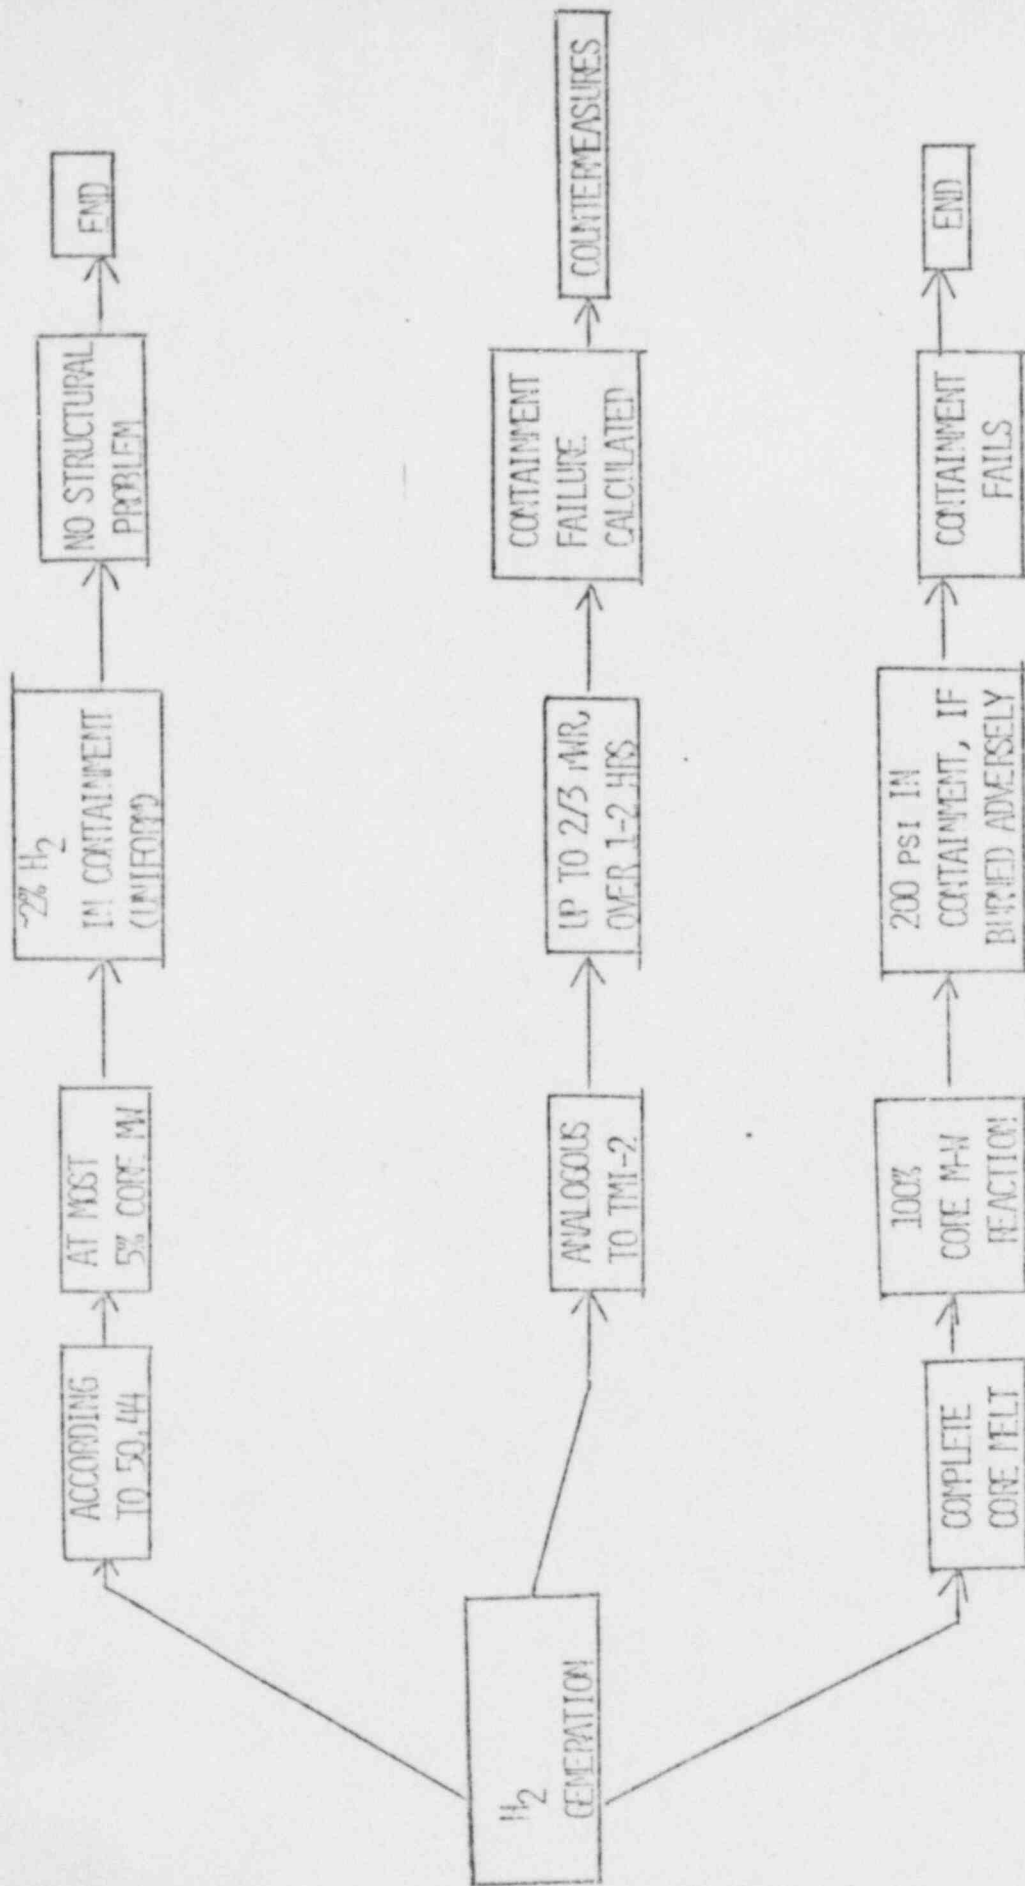 H2
GENERATION
ACCORDING
TO 50.44
AT MOST
5% CORE MW
~2% H2
IN CONTAINMENT
(UNIFORM)
NO STRUCTURAL
PROBLEM
END
ANALOGOUS
TO TMI-2
UP TO 2/3 MWR,
OVER 1-2 HRS
CONTAINMENT
FAILURE
CALCULATED
COUNTERMEASURES
COMPLETE
CORE MELT
100%
CORE M-W
REACTION
200 PSI IN
CONTAINMENT, IF
BURNED ADVERSELY
CONTAINMENT
FAILS
END